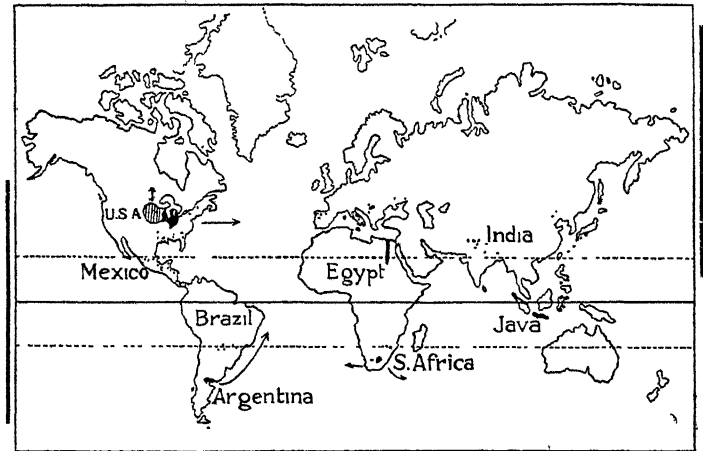 U.S A
India
Mexico
Egypt
Brazil
Java
S. Africa
Argentina